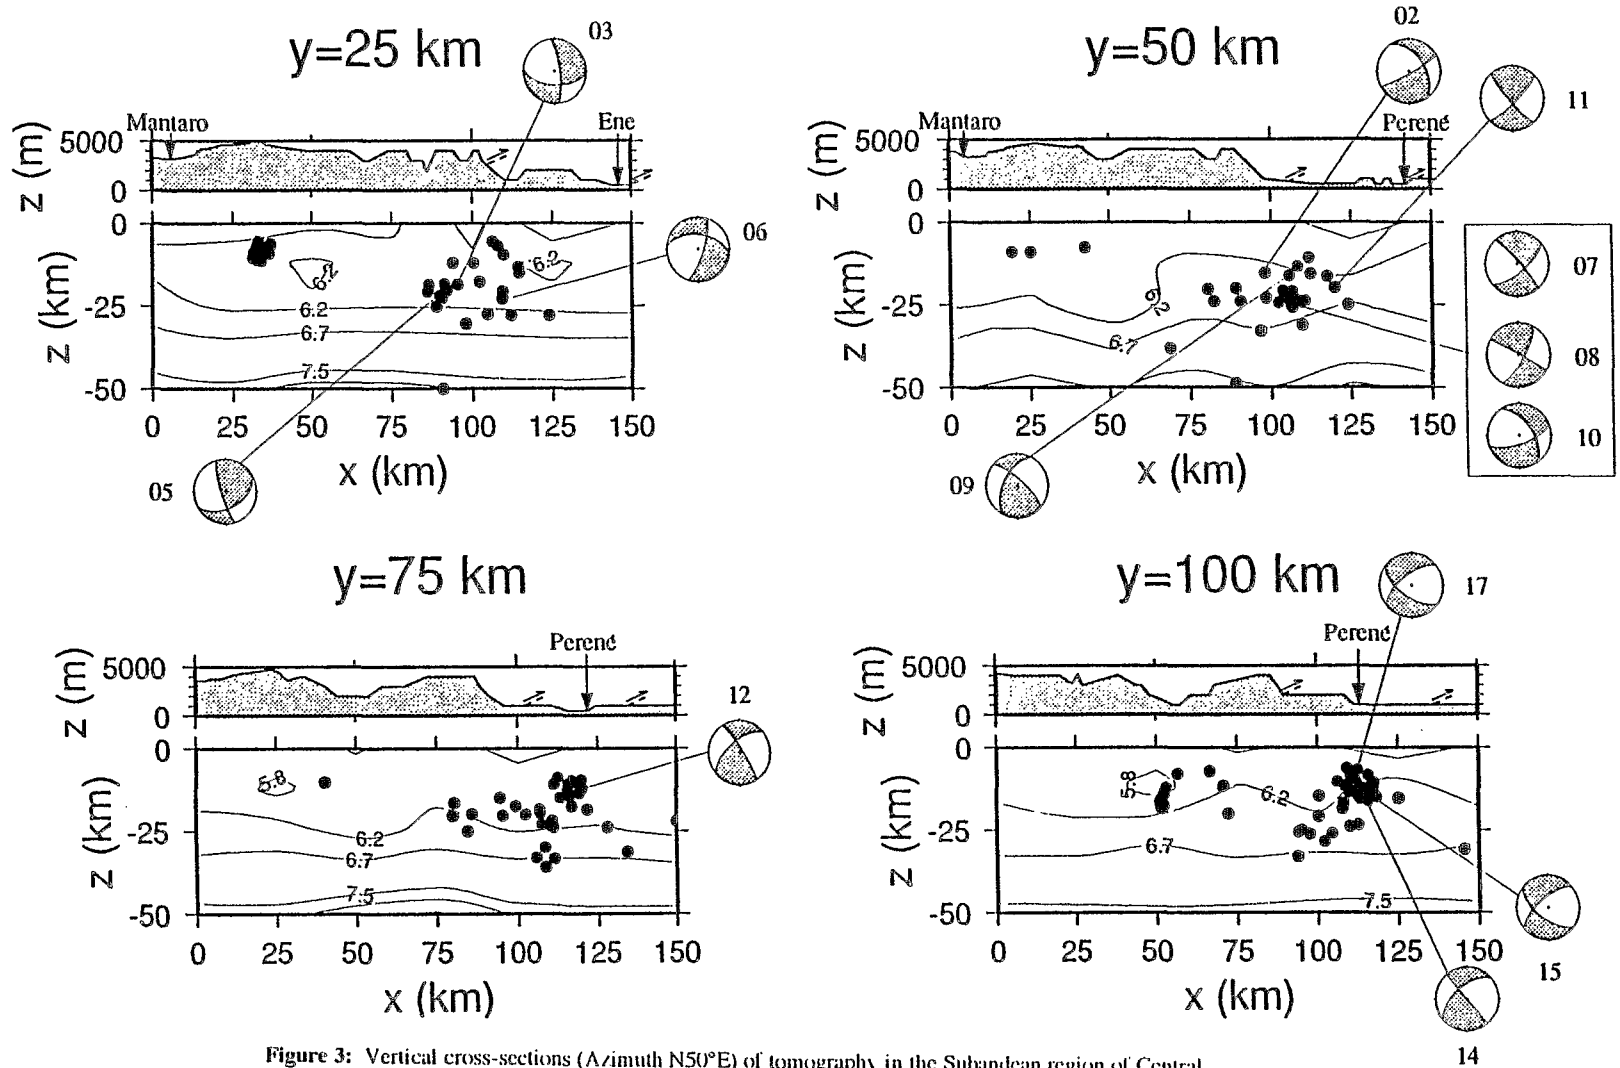 y=25 km
03
Mantaro
Ene
5000
0
z (m)
0
-25
-50
z (km)
6.2
6.2
6.2
6.7
7.5
06
0 25 50 75 100 125 150
x (km)
05
y=50 km
02
11
Mantaro
Perené
5000
0
z (m)
0
-25
-50
z (km)
6.2
6.7
07
08
10
0 25 50 75 100 125 150
x (km)
09
y=75 km
Perené
5000
0
z (m)
12
0
-25
-50
z (km)
5.8
6.2
6.7
7.5
0 25 50 75 100 125 150
x (km)
y=100 km
17
Perené
5000
0
z (m)
0
-25
-50
z (km)
5.8
6.2
6.7
7.5
0 25 50 75 100 125 150
x (km)
15
14
Figure 3: Vertical cross-sections (Azimuth N50°E) of tomography in the Subandean region of Central